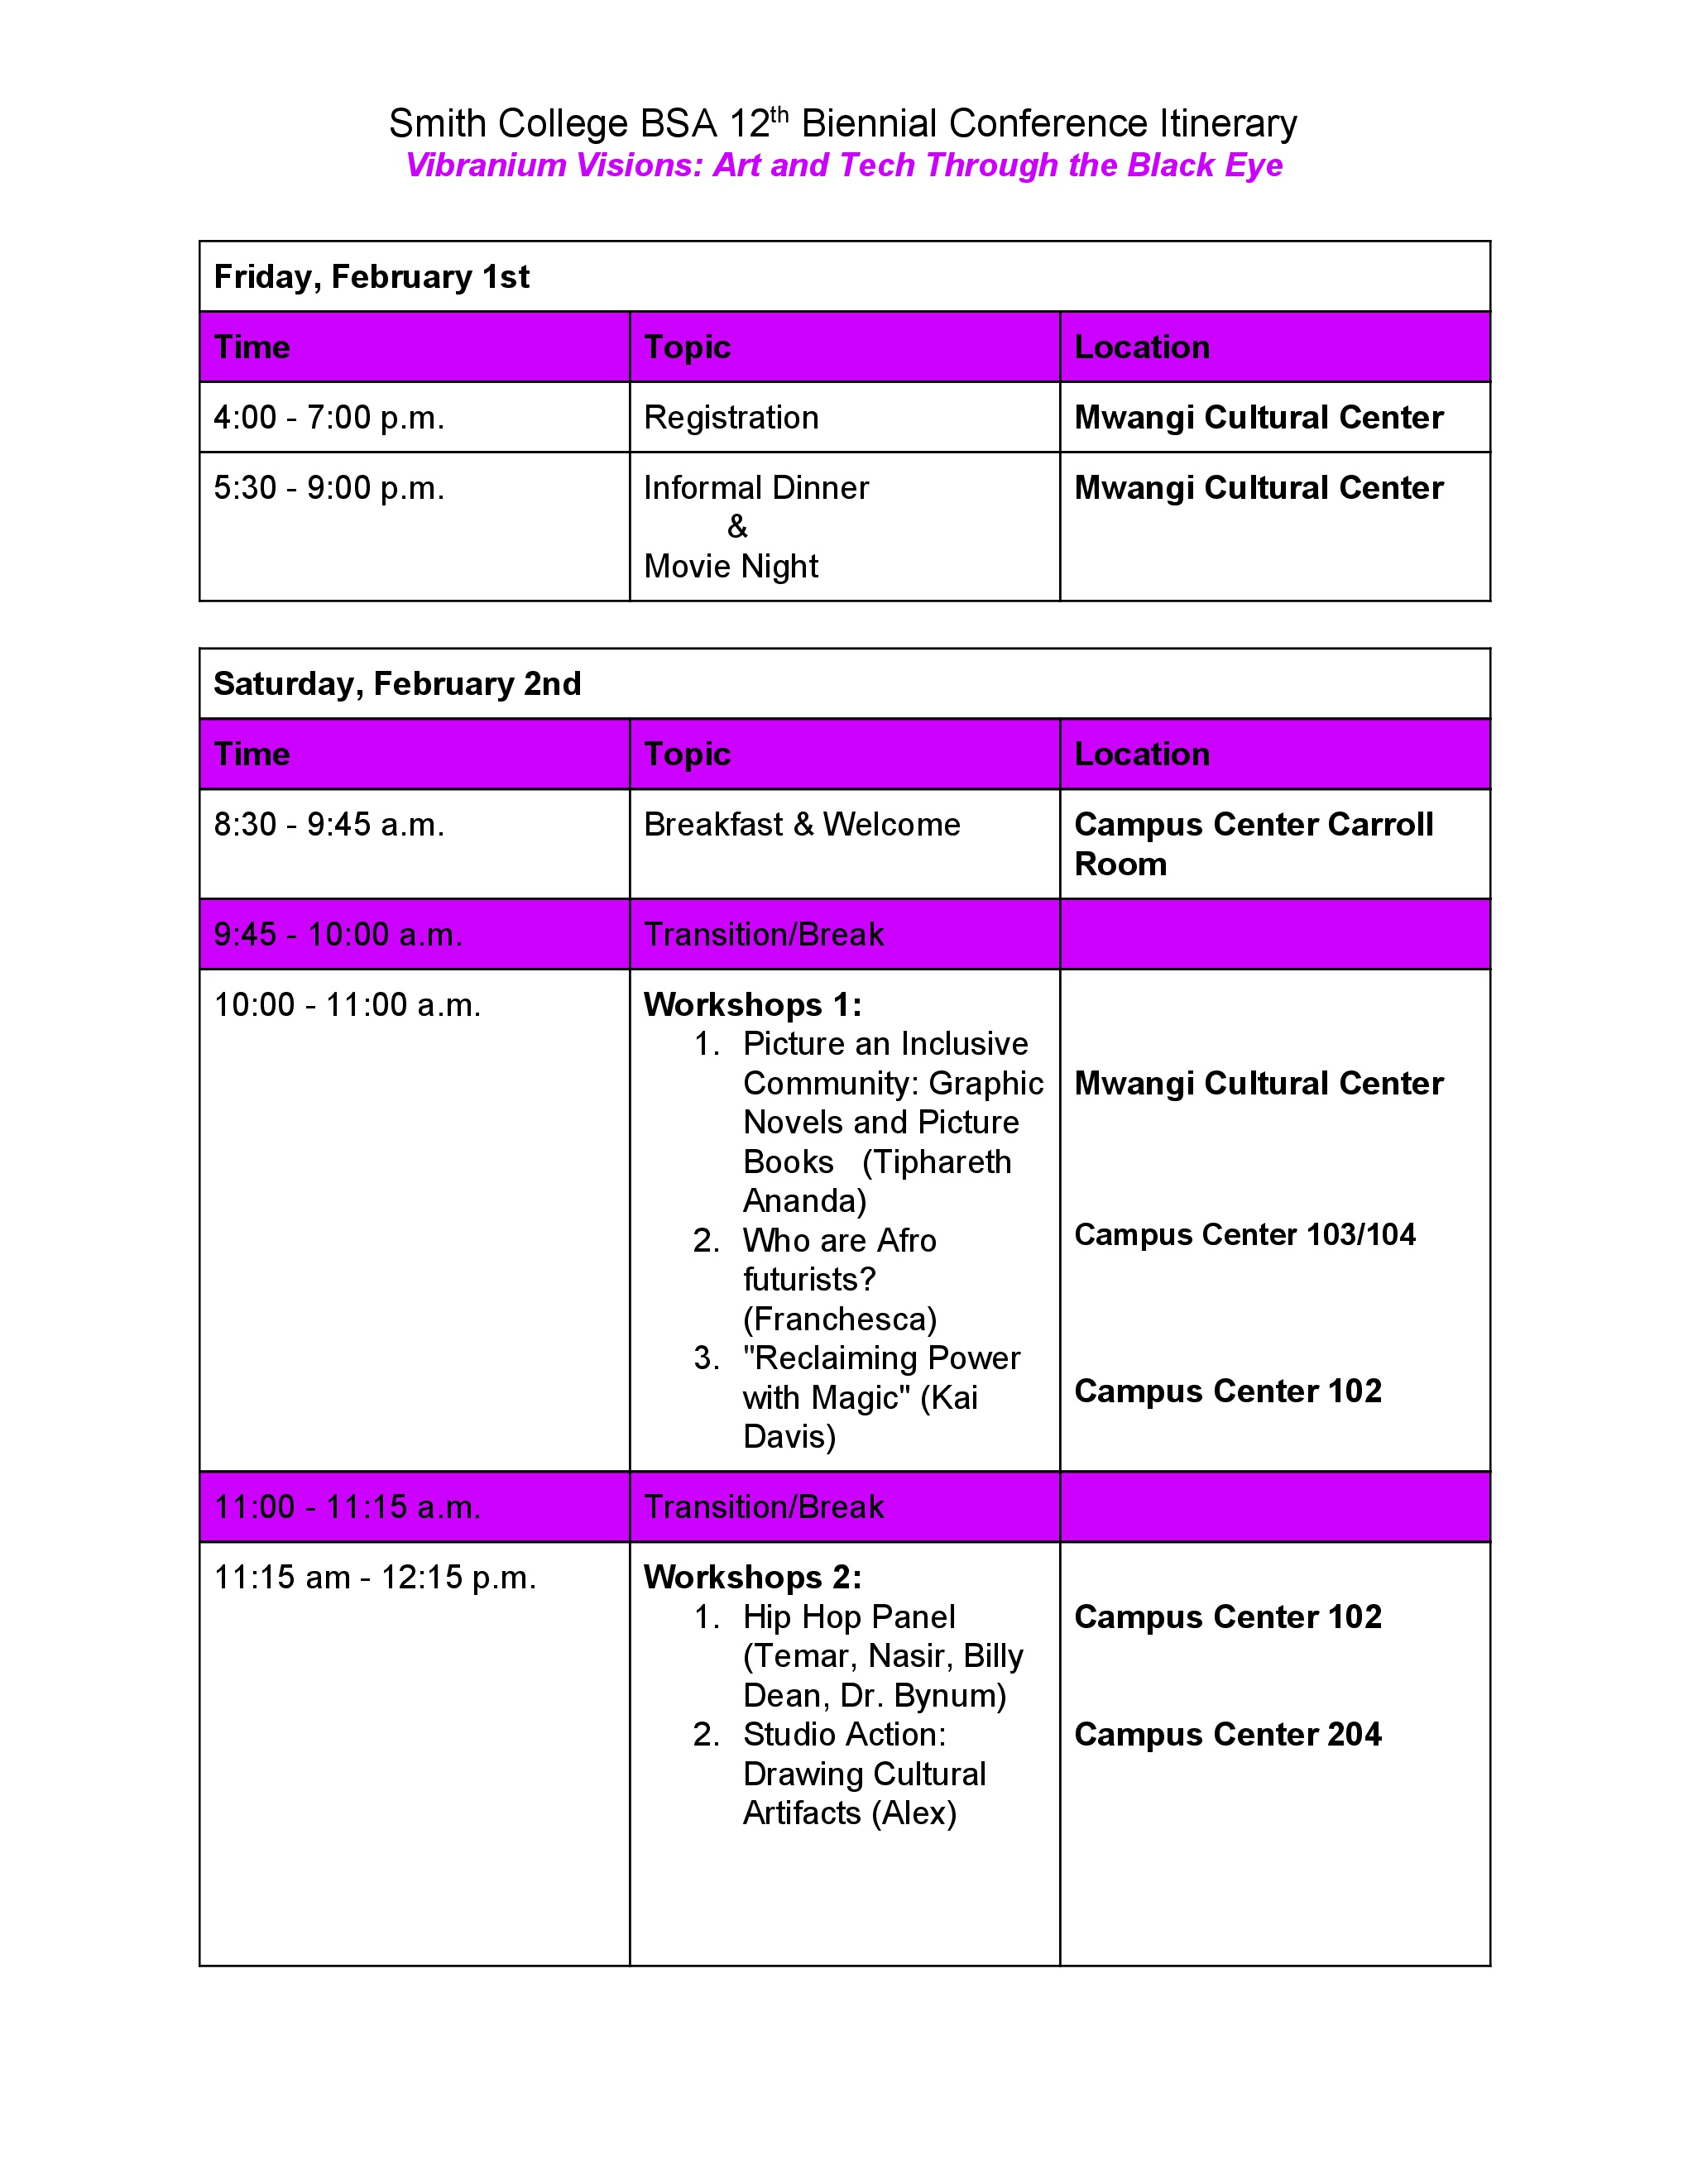 Smith College BSA 12th Biennial Conference Itinerary
Vibranium Visions: Art and Tech Through the Black Eye
Friday, February 1st
Time Topic Location
4:00 - 7:00 p.m. Registration Mwangi Cultural Center
5:30 - 9:00 p.m. Informal Dinner Mwangi Cultural Center
&
Movie Night
Saturday, February 2nd
Time Topic Location
8:30 - 9:45 a.m. Breakfast & Welcome Campus Center Carroll
Room
9:45 - 10:00 a.m. Transition/Break
10:00 - 11:00 a.m. Workshops 1:
1. Picture an Inclusive
Community: Graphic Mwangi Cultural Center
Novels and Picture
Books (Tiphareth
Ananda)
2. Who are Afro Campus Center 103/104
futurists?
(Franchesca)
3. "Reclaiming Power
with Magic" (Kai Campus Center 102
Davis)
11:00 - 11:15 a.m. Transition/Break
11:15 am - 12:15 p.m. Workshops 2:
1. Hip Hop Panel Campus Center 102
(Temar, Nasir, Billy
Dean, Dr. Bynum)
2. Studio Action: Campus Center 204
Drawing Cultural
Artifacts (Alex)